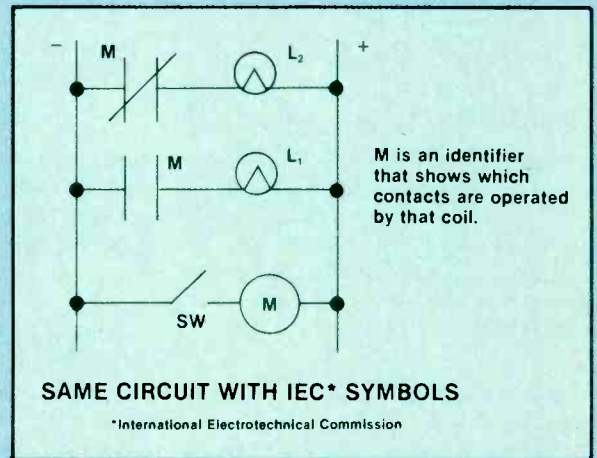 − +
M L₂
M L₁
M is an identifier
that shows which
contacts are operated
by that coil.
SW M
SAME CIRCUIT WITH IEC* SYMBOLS
*International Electrotechnical Commission